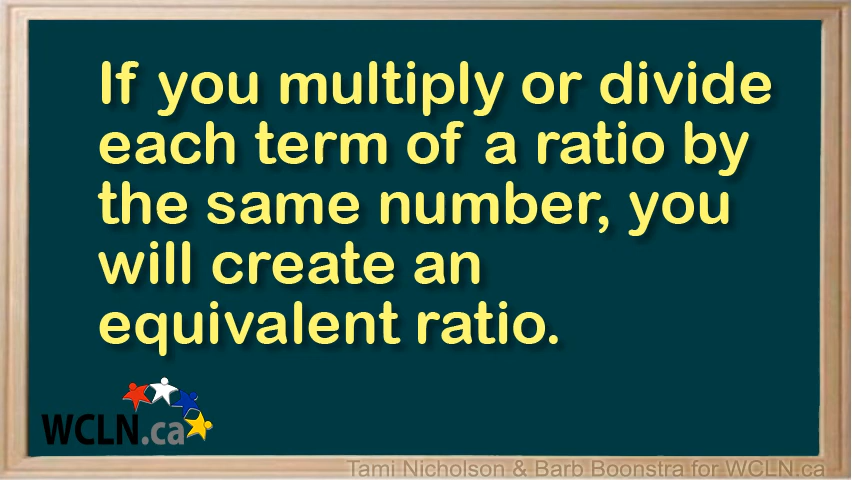 If you multiply or divide
each term of a ratio by
the same number, you
will create an
equivalent ratio.
WCLN.ca
Tami Nicholson & Barb Boonstra for WCLN.ca